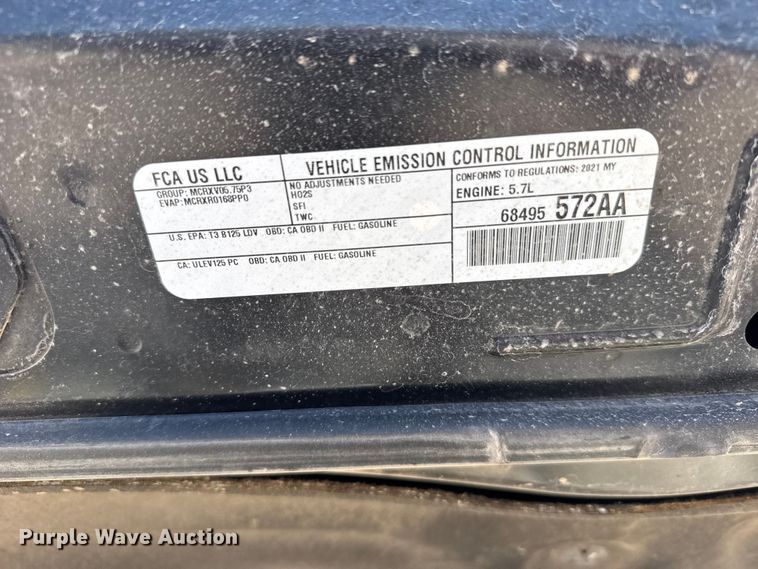 FCA US LLC
GROUP: MCRXV05.75P3
EVAP: MCRXR0168PP0
VEHICLE EMISSION CONTROL INFORMATION
NO ADJUSTMENTS NEEDED
HO2S
SFI
TWC
CONFORMS TO REGULATIONS: 2021 MY
ENGINE: 5.7L
68495 572AA
U.S. EPA: T3 B125 LDV OBD: CA OBD II FUEL: GASOLINE
CA: ULEV125 PC OBD: CA OBD II FUEL: GASOLINE
Purple Wave Auction